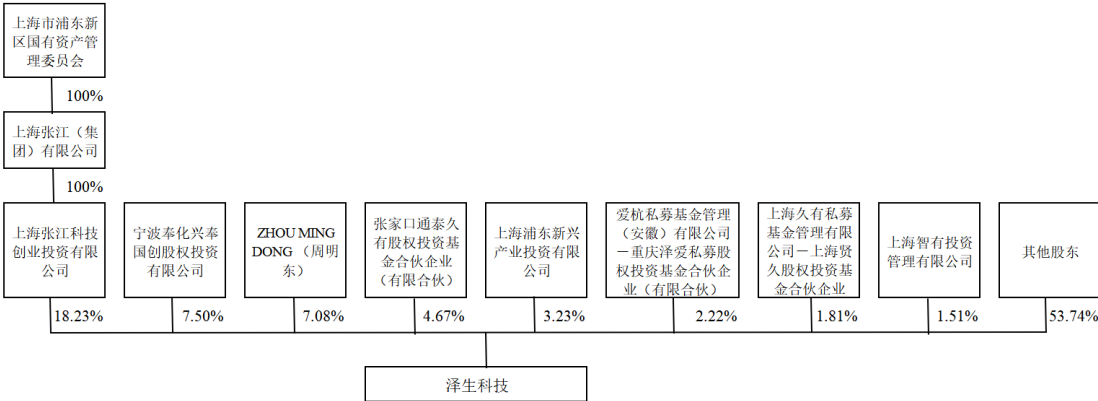 上海市浦东新
区国有资产管
理委员会
100%
上海张江（集
团）有限公司
100%
上海张江科技
创业投资有限
公司
宁波奉化兴奉
国创股权投资
有限公司
ZHOU MING
DONG （周明
东）
张家口通泰久
有股权投资基
金合伙企业
（有限合伙）
上海浦东新兴
产业投资有限
公司
爱杭私募基金管理
（安徽）有限公司
－重庆泽爱私募股
权投资基金合伙企
业（有限合伙）
上海久有私募
基金管理有限
公司－上海贤
久股权投资基
金合伙企业
上海智有投资
管理有限公司
其他股东
18.23%
7.50%
7.08%
4.67%
3.23%
2.22%
1.81%
1.51%
53.74%
泽生科技